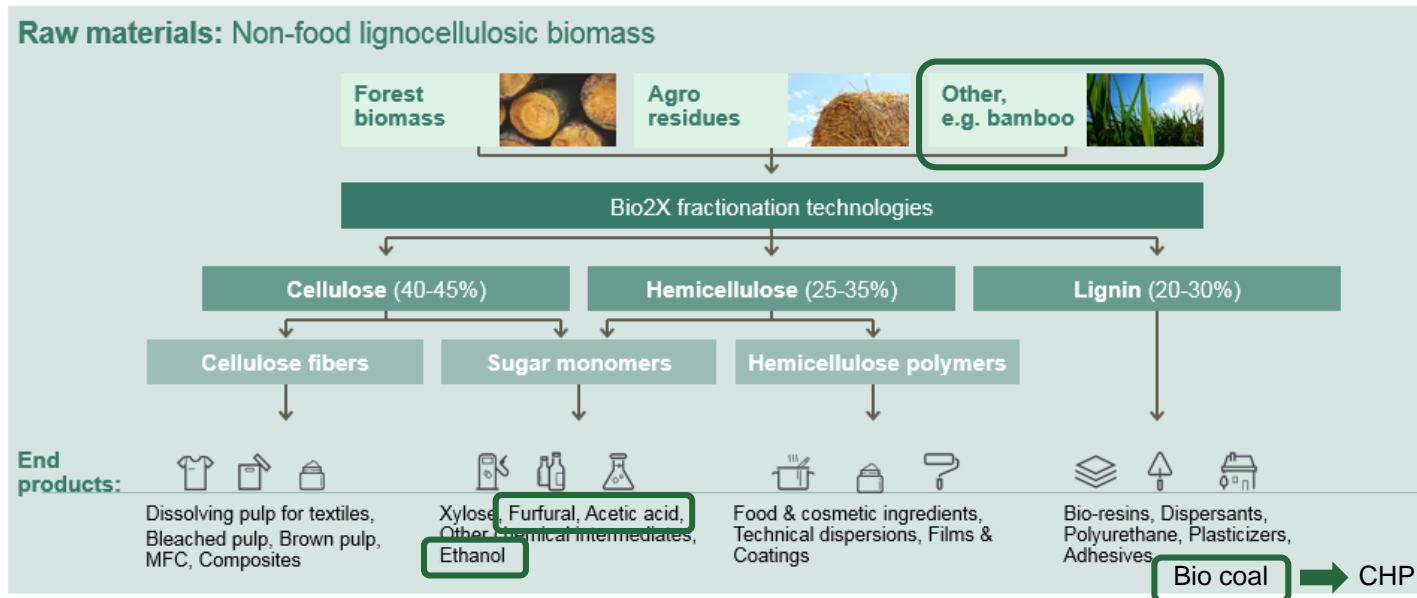 Raw materials: Non-food lignocellulosic biomass
Forest
biomass
Agro
residues
Other,
e.g. bamboo
Bio2X fractionation technologies
Cellulose (40-45%)
Hemicellulose (25-35%)
Lignin (20-30%)
Cellulose fibers
Sugar monomers
Hemicellulose polymers
End
products:
Dissolving pulp for textiles,
Bleached pulp, Brown pulp,
MFC, Composites
Xylose, Furfural, Acetic acid,
Other chemical intermediates,
Ethanol
Food & cosmetic ingredients,
Technical dispersions, Films &
Coatings
Bio-resins, Dispersants,
Polyurethane, Plasticizers,
Adhesives
Bio coal
CHP